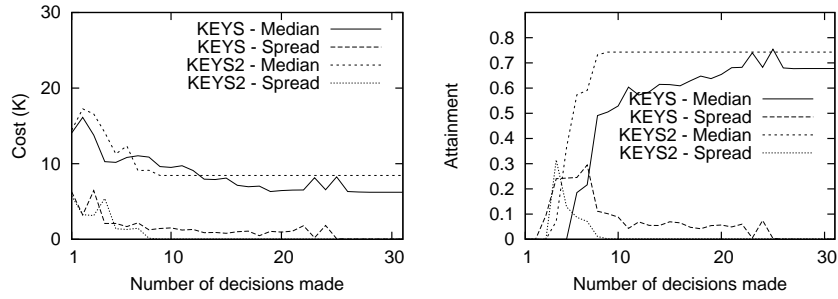 30
20
10
0
1
10
20
30
Cost (K)
Number of decisions made
KEYS - Median
KEYS - Spread
KEYS2 - Median
KEYS2 - Spread
0.8
0.7
0.6
0.5
0.4
0.3
0.2
0.1
0
1
10
20
30
Attainment
Number of decisions made
KEYS - Median
KEYS - Spread
KEYS2 - Median
KEYS2 - Spread